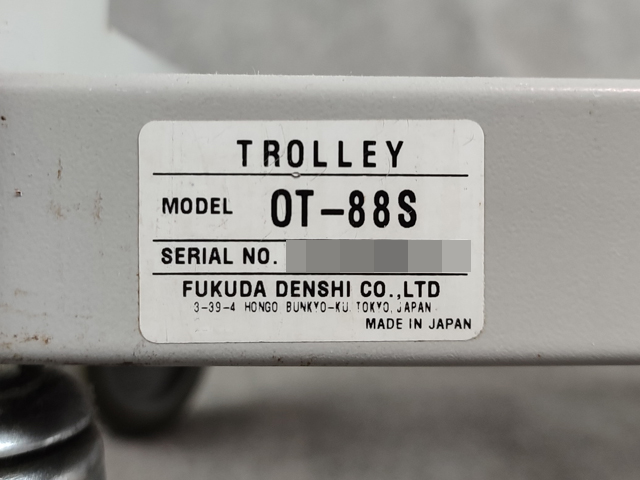 TROLLEY
MODEL OT-88S
SERIAL NO.
FUKUDA DENSHI CO.,LTD
3-39-4 HONGO BUNKYO-KU, TOKYO, JAPAN
MADE IN JAPAN